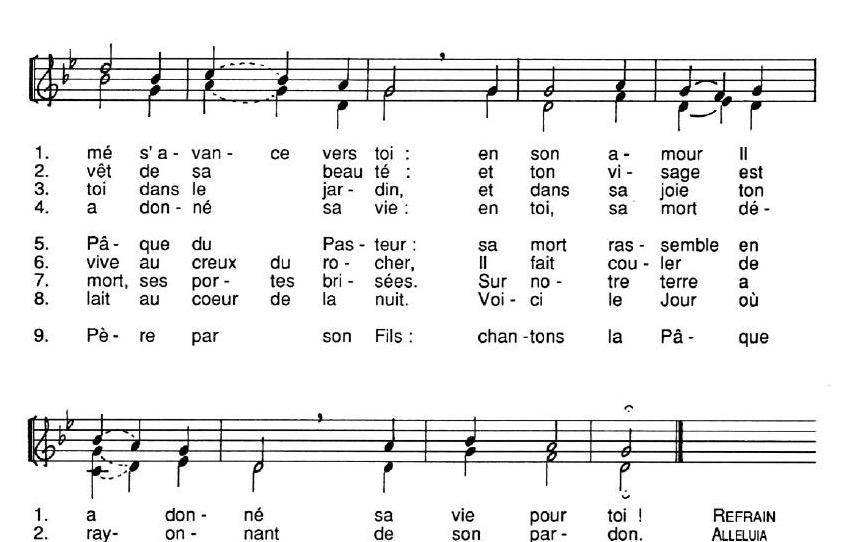 1. mé s'a - van - ce vers toi : en son a - mour Il
2. vêt de sa beau té : et ton vi - sage est
3. toi dans le jar - din, et dans sa joie ton
4. a don - né sa vie : en toi, sa mort dé -
5. Pâ - que du Pas - teur : sa mort ras - semble en
6. vive au creux du ro - cher, Il fait cou - ler de
7. mort, ses por - tes bri - sées. Sur no - tre terre a
8. lait au coeur de la nuit. Voi - ci le Jour où
9. Pè - re par son Fils : chan - tons la Pâ - que
1. a don - né sa vie pour toi ! REFRAIN
2. ray- on - nant de son par - don. ALLELUIA